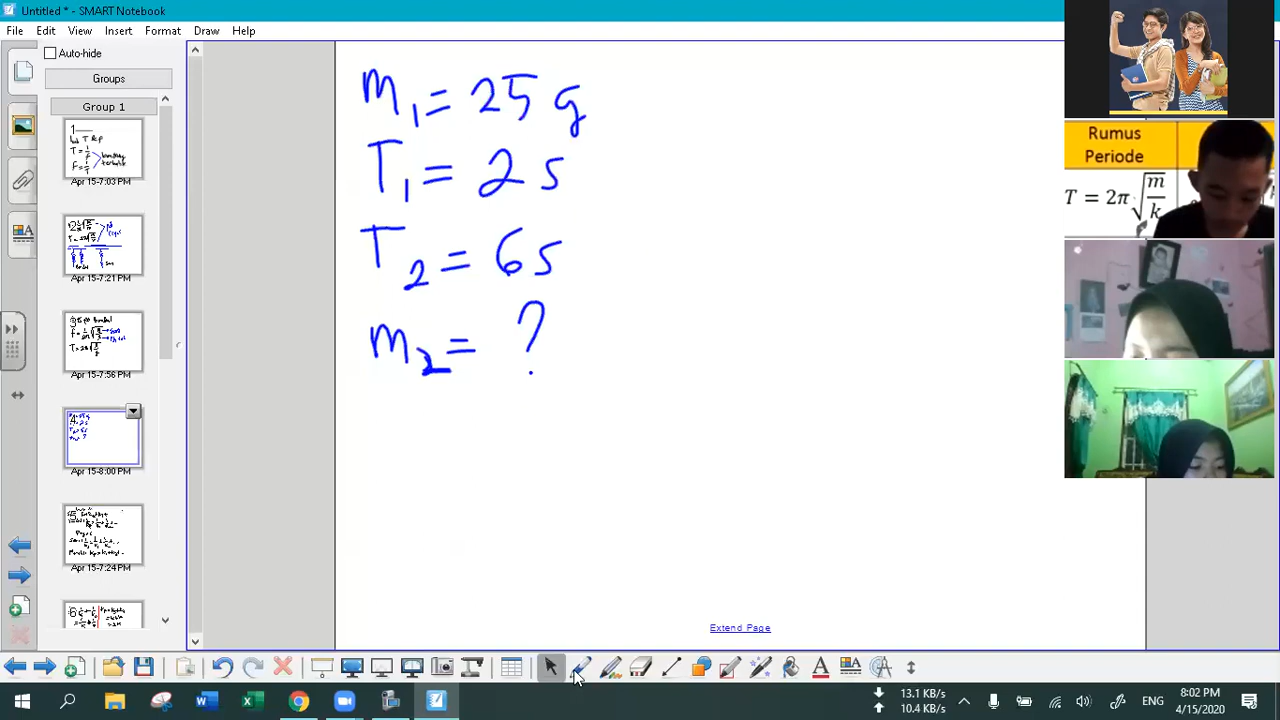 Untitled * - SMART Notebook
File Edit View Insert Format Draw Help
Auto-hide
Groups
Group 1
Apr 15-7:03 PM
Apr 15-7:21 PM
Apr 15-7:56 PM
Apr 15-8:00 PM
Apr 15-7:24 PM
m₁ = 25 g
T₁ = 2 s
T₂ = 6 s
m₂ = ?
Extend Page
Rumus
Periode
T = 2π √m/k
13.1 KB/s
10.4 KB/s
ENG
8:02 PM
4/15/2020